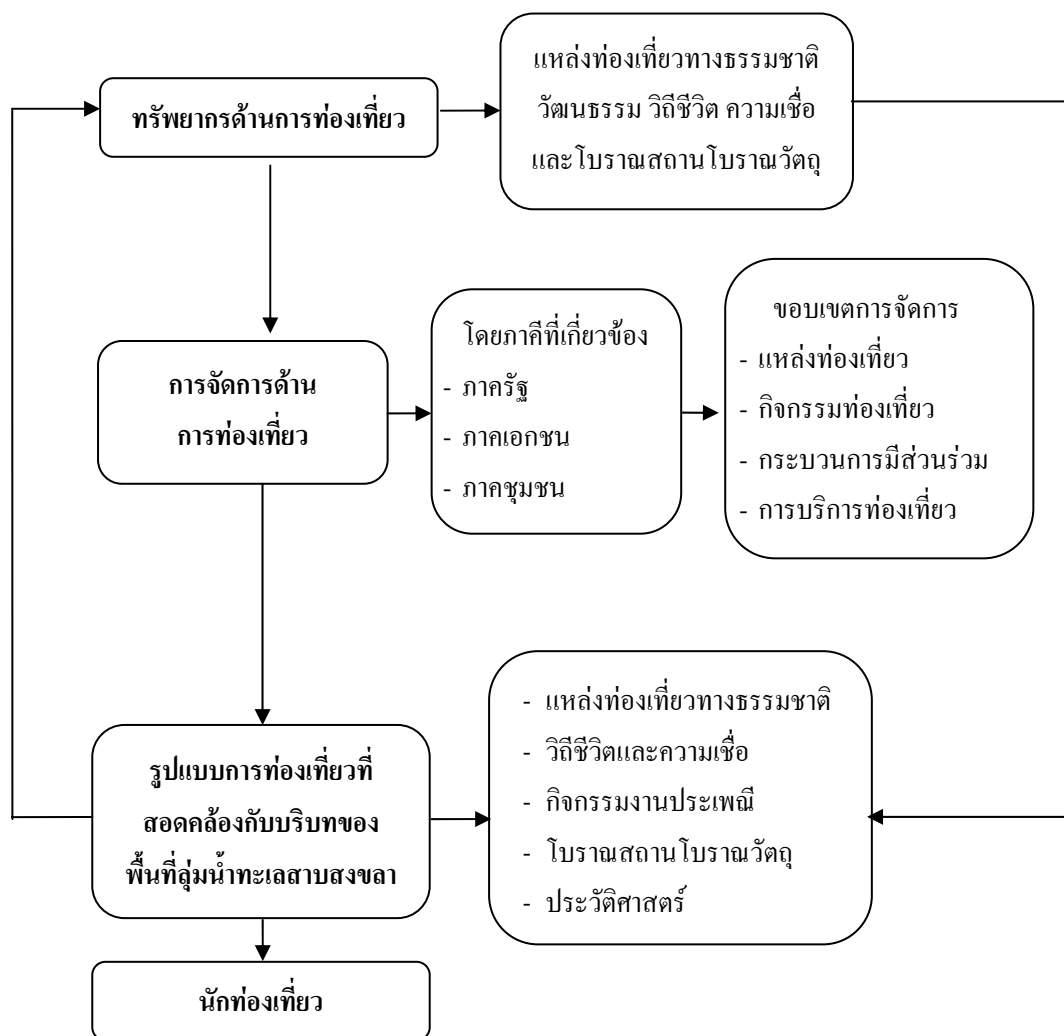 ทรัพยากรด้านการท่องเที่ยว
แหล่งท่องเที่ยวทางธรรมชาติ
วัฒนธรรม วิถีชีวิต ความเชื่อ
และโบราณสถานโบราณวัตถุ
การจัดการด้าน
การท่องเที่ยว
โดยภาคีที่เกี่ยวข้อง
- ภาครัฐ
- ภาคเอกชน
- ภาคชุมชน
ขอบเขตการจัดการ
- แหล่งท่องเที่ยว
- กิจกรรมท่องเที่ยว
- กระบวนการมีส่วนร่วม
- การบริการท่องเที่ยว
รูปแบบการท่องเที่ยวที่
สอดคล้องกับบริบทของ
พื้นที่ลุ่มน้ำทะเลสาบสงขลา
- แหล่งท่องเที่ยวทางธรรมชาติ
- วิถีชีวิตและความเชื่อ
- กิจกรรมงานประเพณี
- โบราณสถานโบราณวัตถุ
- ประวัติศาสตร์
นักท่องเที่ยว